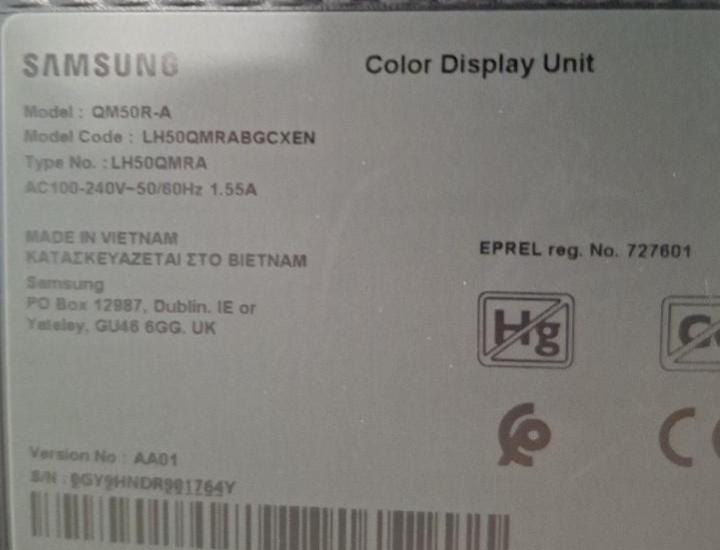 SAMSUNG
Color Display Unit
Model : QM50R-A
Model Code : LH50QMRABGCXEN
Type No. : LH50QMRA
AC100-240V~50/60Hz 1.55A
MADE IN VIETNAM
ΚΑΤΑΣΚΕΥΑΖΕΤΑΙ ΣΤΟ ΒΙΕΤΝΑΜ
EPREL reg. No. 727601
Samsung
PO Box 12987, Dublin. IE or
Yateley, GU46 6GG. UK
Hg
Version No : AA01
S/N :